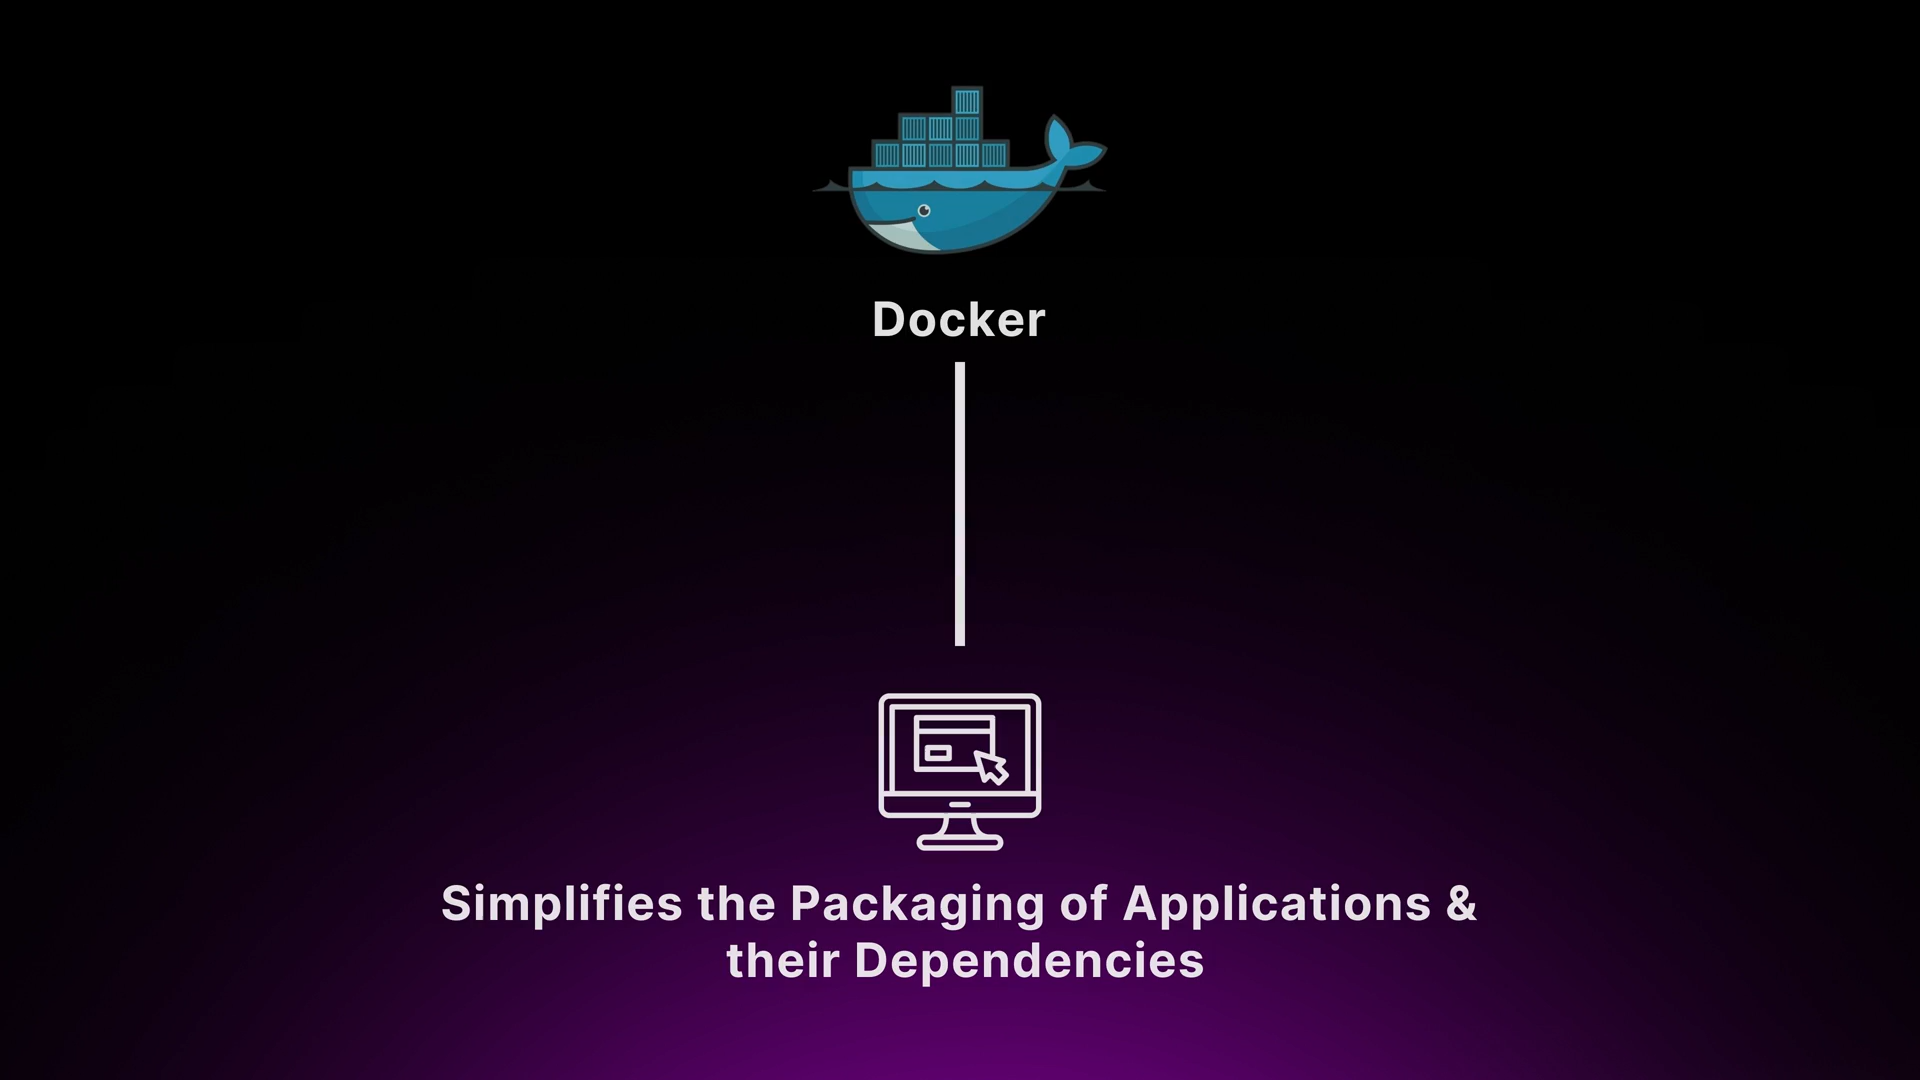 Docker
Simplifies the Packaging of Applications &
their Dependencies